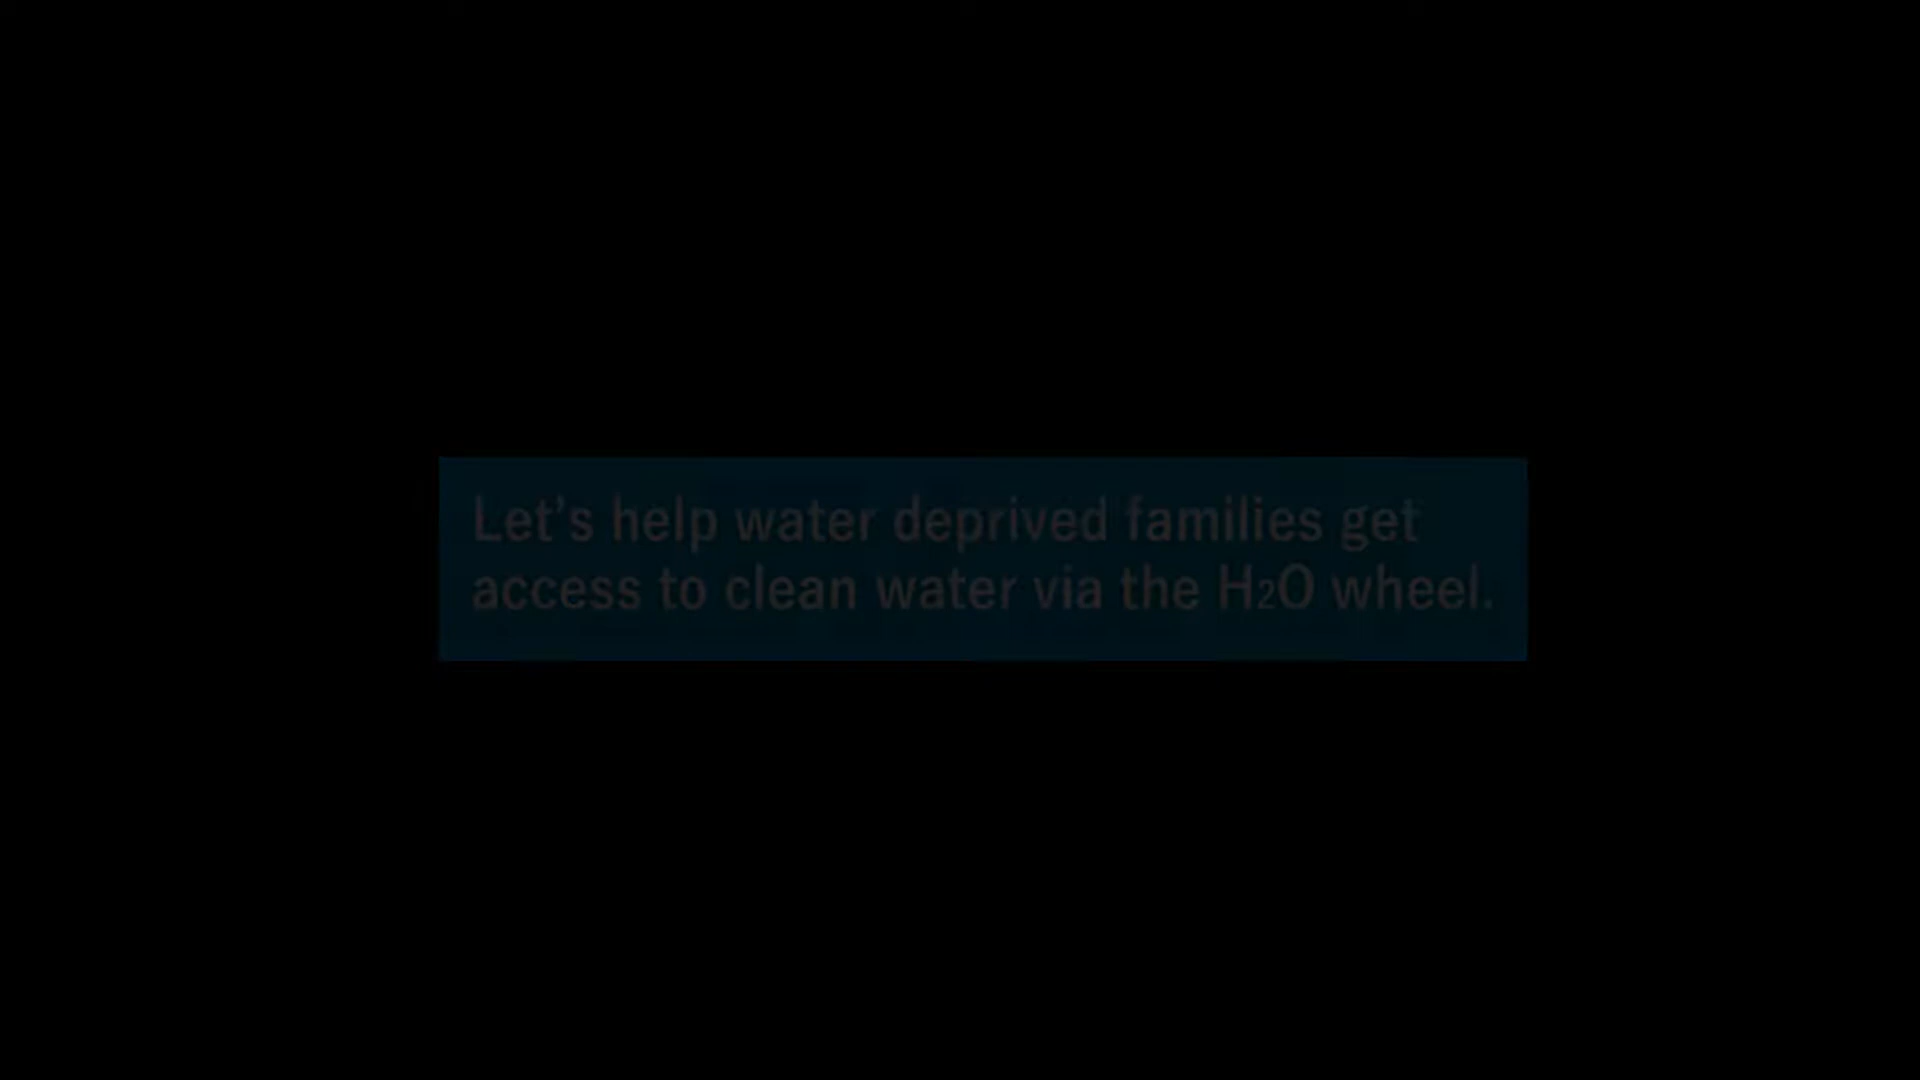 Let’s help water deprived families get
access to clean water via the H2O wheel.